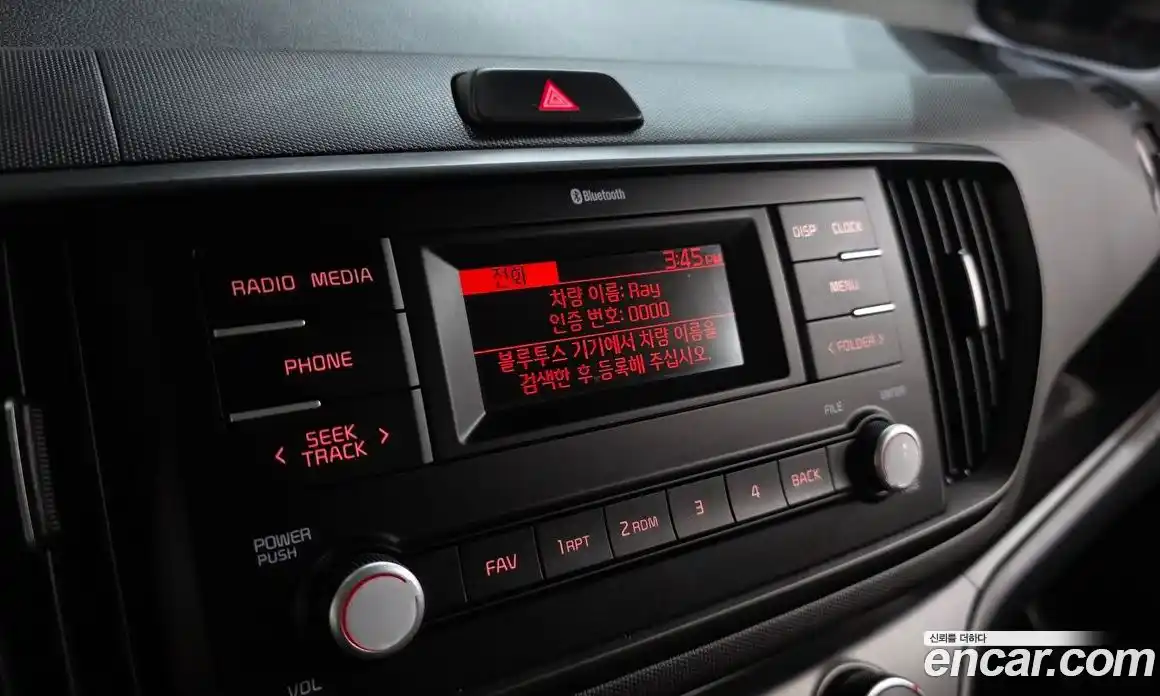 Bluetooth
RADIO MEDIA
PHONE
< SEEK >
TRACK
전화 3:45 PM
차량 이름: Ray
인증 번호: 0000
블루투스 기기에서 차량 이름을
검색한 후 등록해 주십시오.
DISP CLOCK
MENU
< FOLDER >
FILE ENTER
POWER
PUSH
VOL
FAV
1 RPT
2 RDM
3
4
BACK
신뢰를 더하다
encar.com